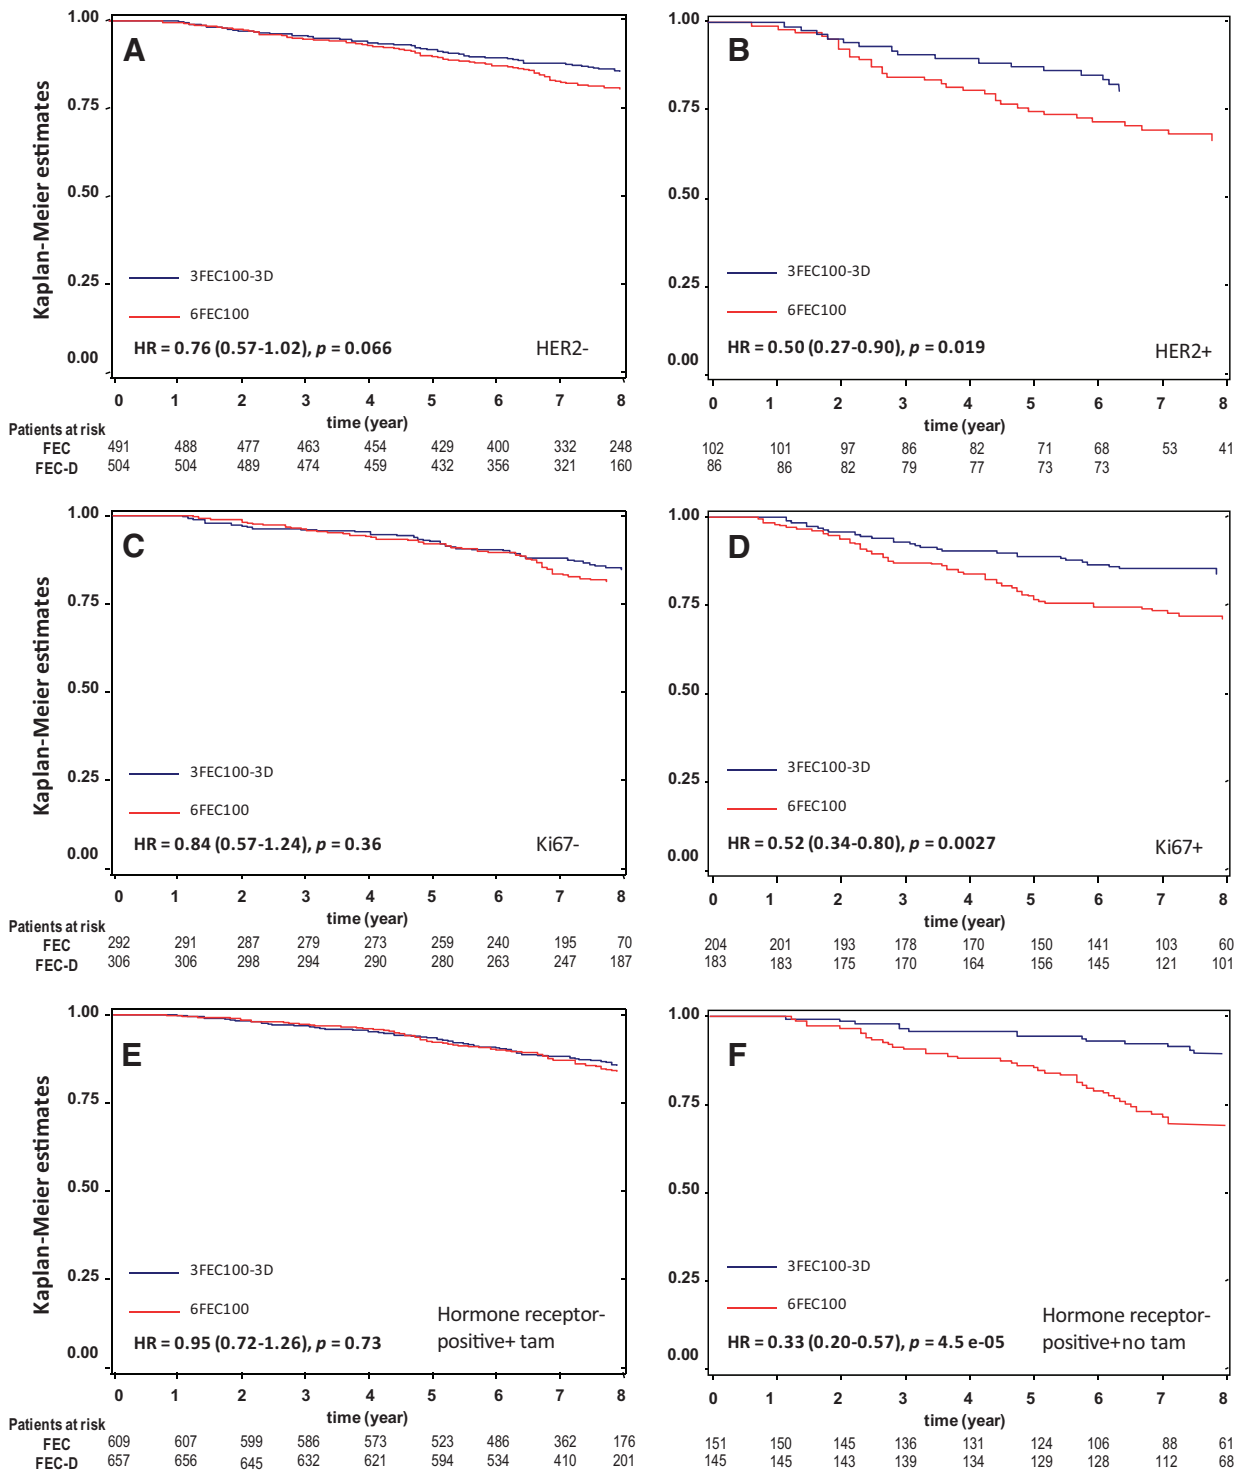 Kaplan-Meier estimates
A
1.00
0.75
0.50
0.25
0.00
3FEC100-3D
6FEC100
HR = 0.76 (0.57-1.02), p = 0.066
HER2-
0 1 2 3 4 5 6 7 8
time (year)
Patients at risk
FEC 491 488 477 463 454 429 400 332 248
FEC-D 504 504 489 474 459 432 356 321 160
B
1.00
0.75
0.50
0.25
0.00
3FEC100-3D
6FEC100
HR = 0.50 (0.27-0.90), p = 0.019
HER2+
0 1 2 3 4 5 6 7 8
time (year)
102 101 97 86 82 71 68 53 41
86 86 82 79 77 73 73
Kaplan-Meier estimates
C
1.00
0.75
0.50
0.25
0.00
3FEC100-3D
6FEC100
HR = 0.84 (0.57-1.24), p = 0.36
Ki67-
0 1 2 3 4 5 6 7 8
time (year)
Patients at risk
FEC 292 291 287 279 273 259 240 195 70
FEC-D 306 306 298 294 290 280 263 247 187
D
1.00
0.75
0.50
0.25
0.00
3FEC100-3D
6FEC100
HR = 0.52 (0.34-0.80), p = 0.0027
Ki67+
0 1 2 3 4 5 6 7 8
time (year)
204 201 193 178 170 150 141 103 60
183 183 175 170 164 156 145 121 101
Kaplan-Meier estimates
E
1.00
0.75
0.50
0.25
0.00
3FEC100-3D
6FEC100
HR = 0.95 (0.72-1.26), p = 0.73
Hormone receptor-
positive+ tam
0 1 2 3 4 5 6 7 8
time (year)
Patients at risk
FEC 609 607 599 586 573 523 486 362 176
FEC-D 657 656 645 632 621 594 534 410 201
F
1.00
0.75
0.50
0.25
0.00
3FEC100-3D
6FEC100
HR = 0.33 (0.20-0.57), p = 4.5 e-05
Hormone receptor-
positive+no tam
0 1 2 3 4 5 6 7 8
time (year)
151 150 145 136 131 124 106 88 61
145 145 143 139 134 129 128 112 68